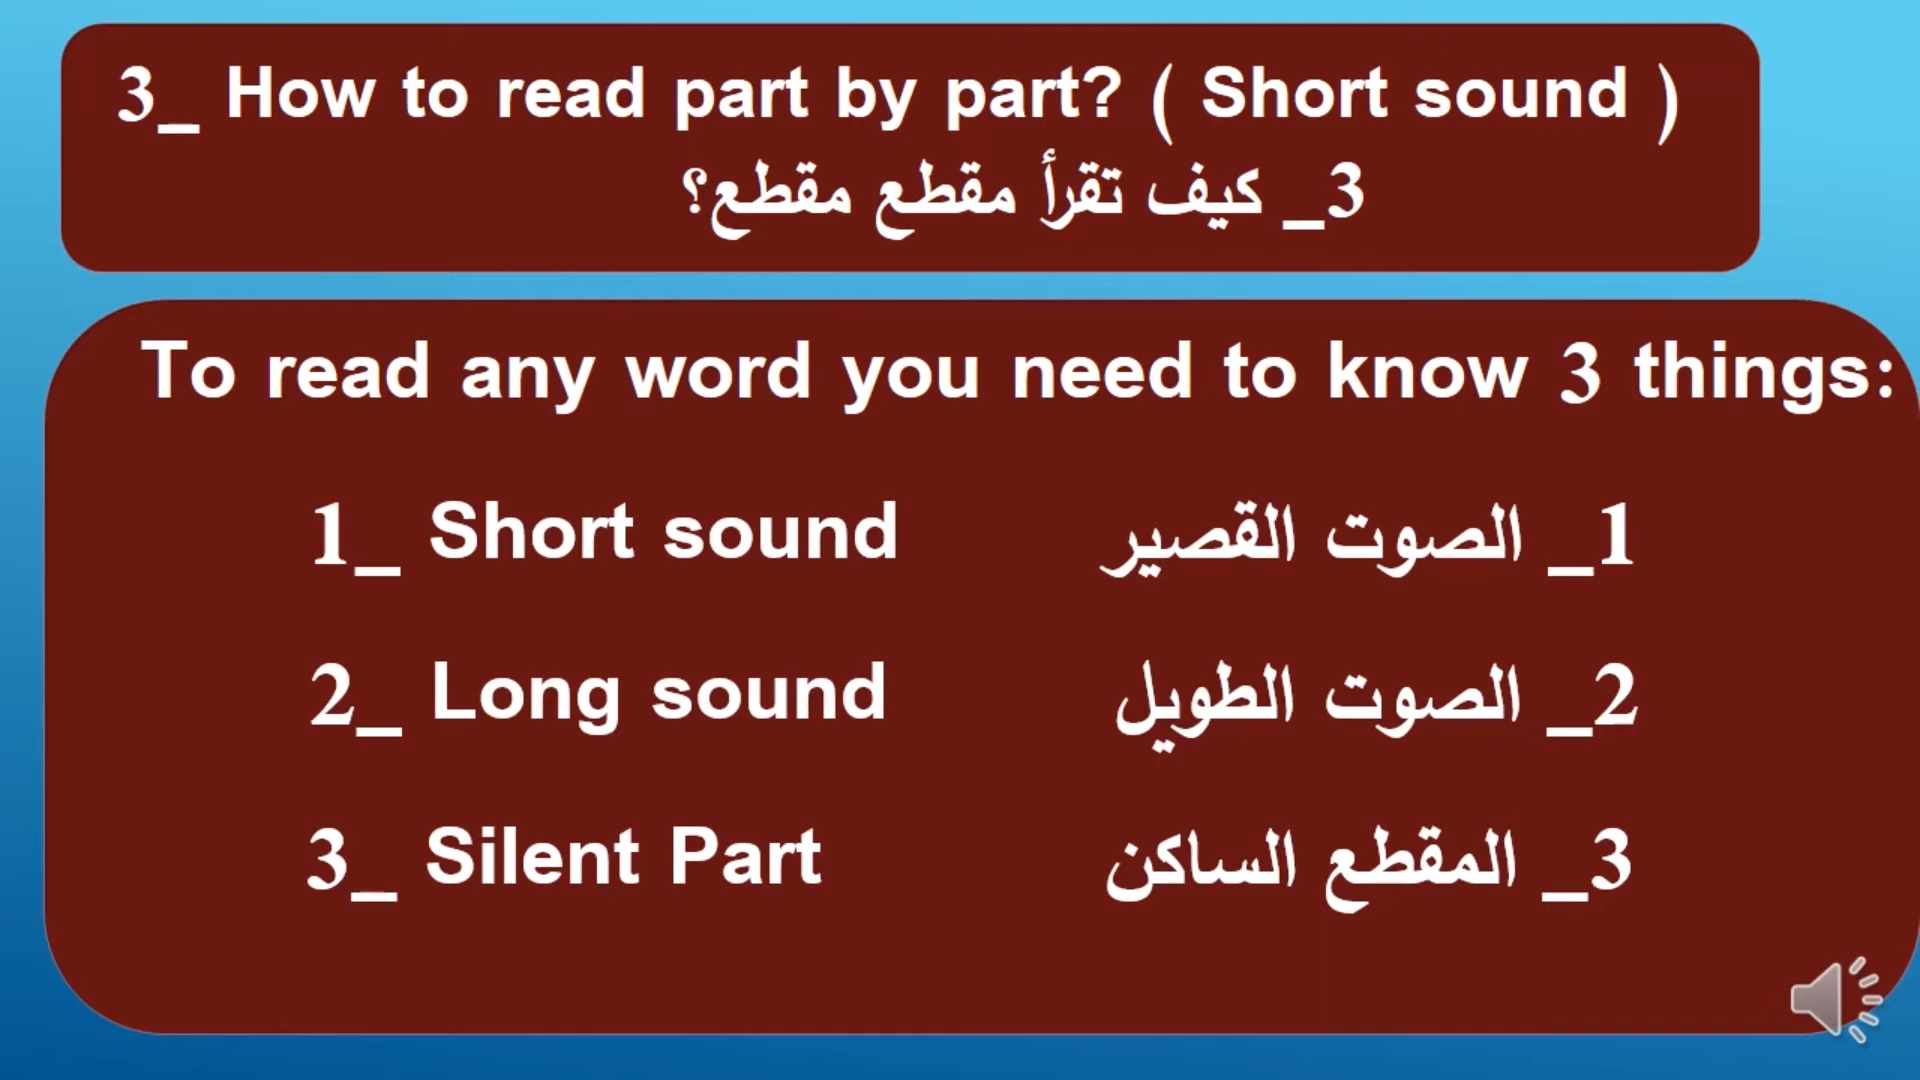 3_ How to read part by part? ( Short sound )
3_ كيف تقرأ مقطع مقطع؟
To read any word you need to know 3 things:
1_ Short sound 1_ الصوت القصير
2_ Long sound 2_ الصوت الطويل
3_ Silent Part 3_ المقطع الساكن